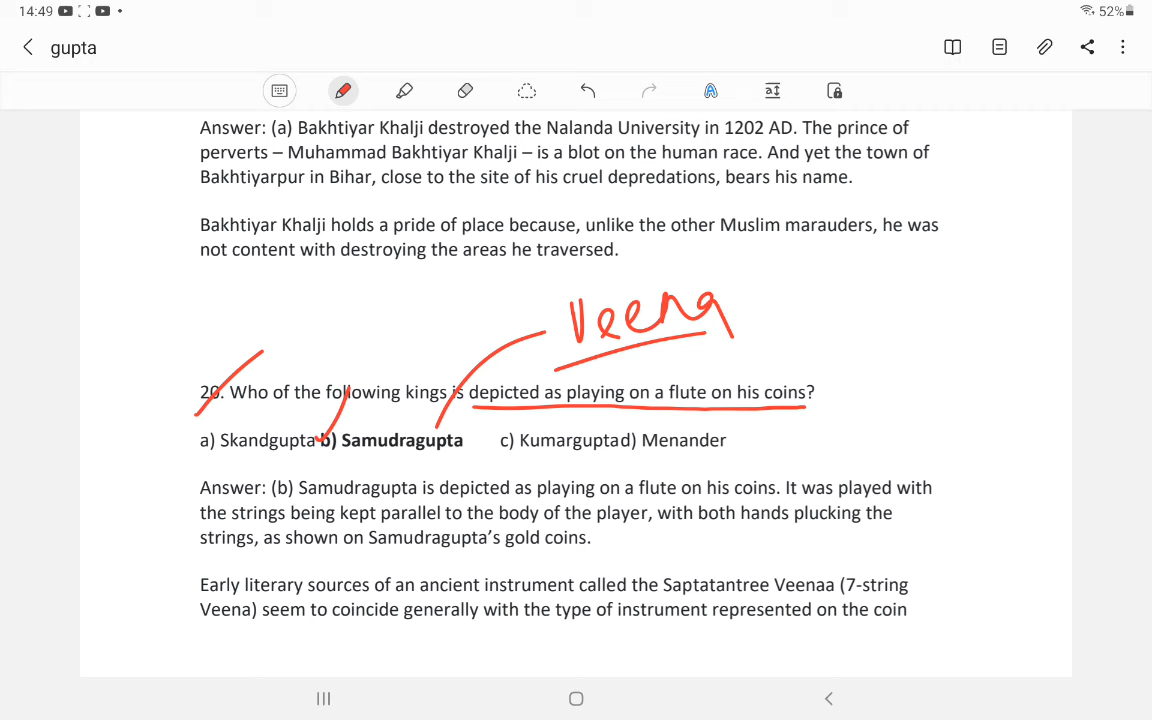 14:49
52%
gupta
Answer: (a) Bakhtiyar Khalji destroyed the Nalanda University in 1202 AD. The prince of
perverts – Muhammad Bakhtiyar Khalji – is a blot on the human race. And yet the town of
Bakhtiyarpur in Bihar, close to the site of his cruel depredations, bears his name.
Bakhtiyar Khalji holds a pride of place because, unlike the other Muslim marauders, he was
not content with destroying the areas he traversed.
Veena
20. Who of the following kings is depicted as playing on a flute on his coins?
a) Skandgupta b) Samudragupta c) Kumarguptad) Menander
Answer: (b) Samudragupta is depicted as playing on a flute on his coins. It was played with
the strings being kept parallel to the body of the player, with both hands plucking the
strings, as shown on Samudragupta’s gold coins.
Early literary sources of an ancient instrument called the Saptatantree Veenaa (7-string
Veena) seem to coincide generally with the type of instrument represented on the coin